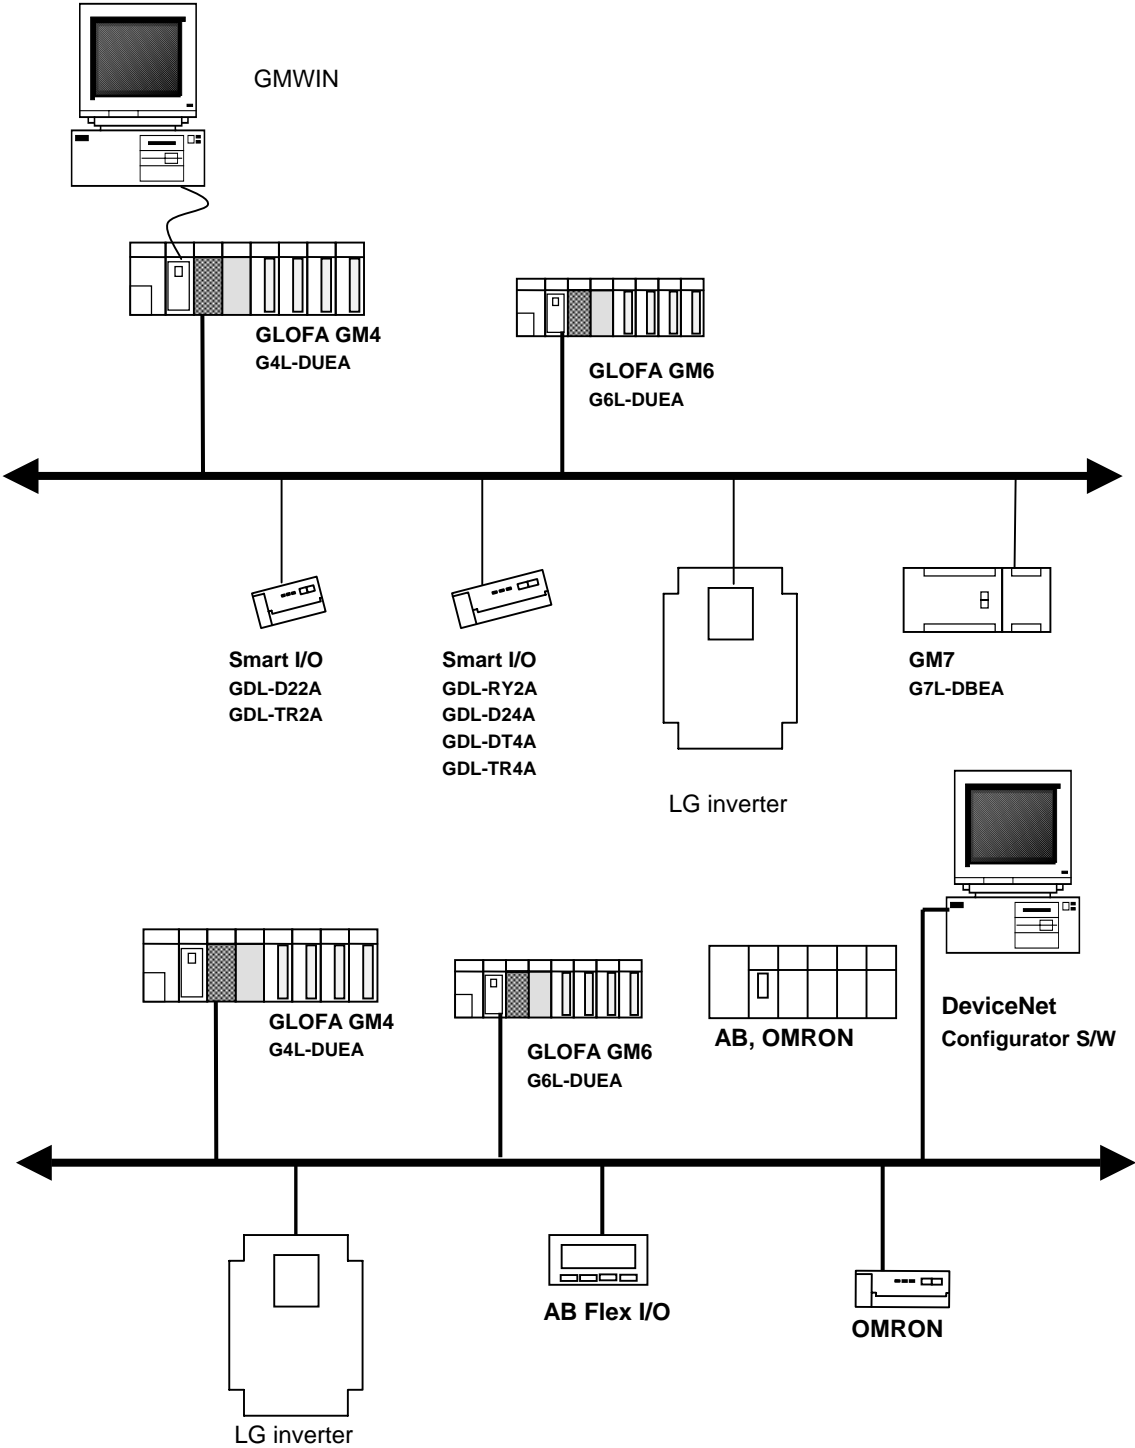 GMWIN
GLOFA GM4
G4L-DUEA
GLOFA GM6
G6L-DUEA
Smart I/O
GDL-D22A
GDL-TR2A
Smart I/O
GDL-RY2A
GDL-D24A
GDL-DT4A
GDL-TR4A
LG inverter
GM7
G7L-DBEA
GLOFA GM4
G4L-DUEA
GLOFA GM6
G6L-DUEA
AB, OMRON
DeviceNet
Configurator S/W
LG inverter
AB Flex I/O
OMRON